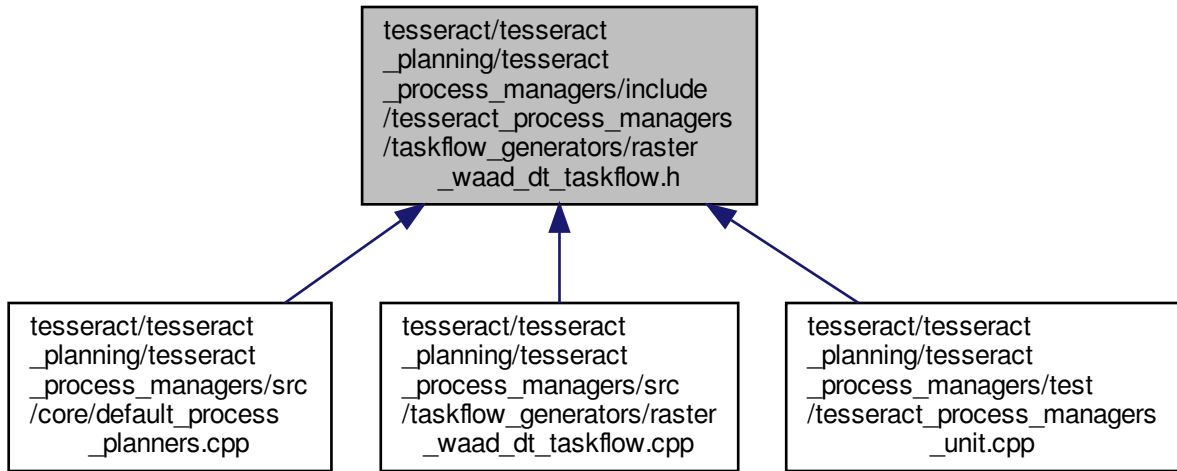 tesseract/tesseract
_planning/tesseract
_process_managers/include
/tesseract_process_managers
/taskflow_generators/raster
_waad_dt_taskflow.h
tesseract/tesseract
_planning/tesseract
_process_managers/src
/core/default_process
_planners.cpp
tesseract/tesseract
_planning/tesseract
_process_managers/src
/taskflow_generators/raster
_waad_dt_taskflow.cpp
tesseract/tesseract
_planning/tesseract
_process_managers/test
/tesseract_process_managers
_unit.cpp